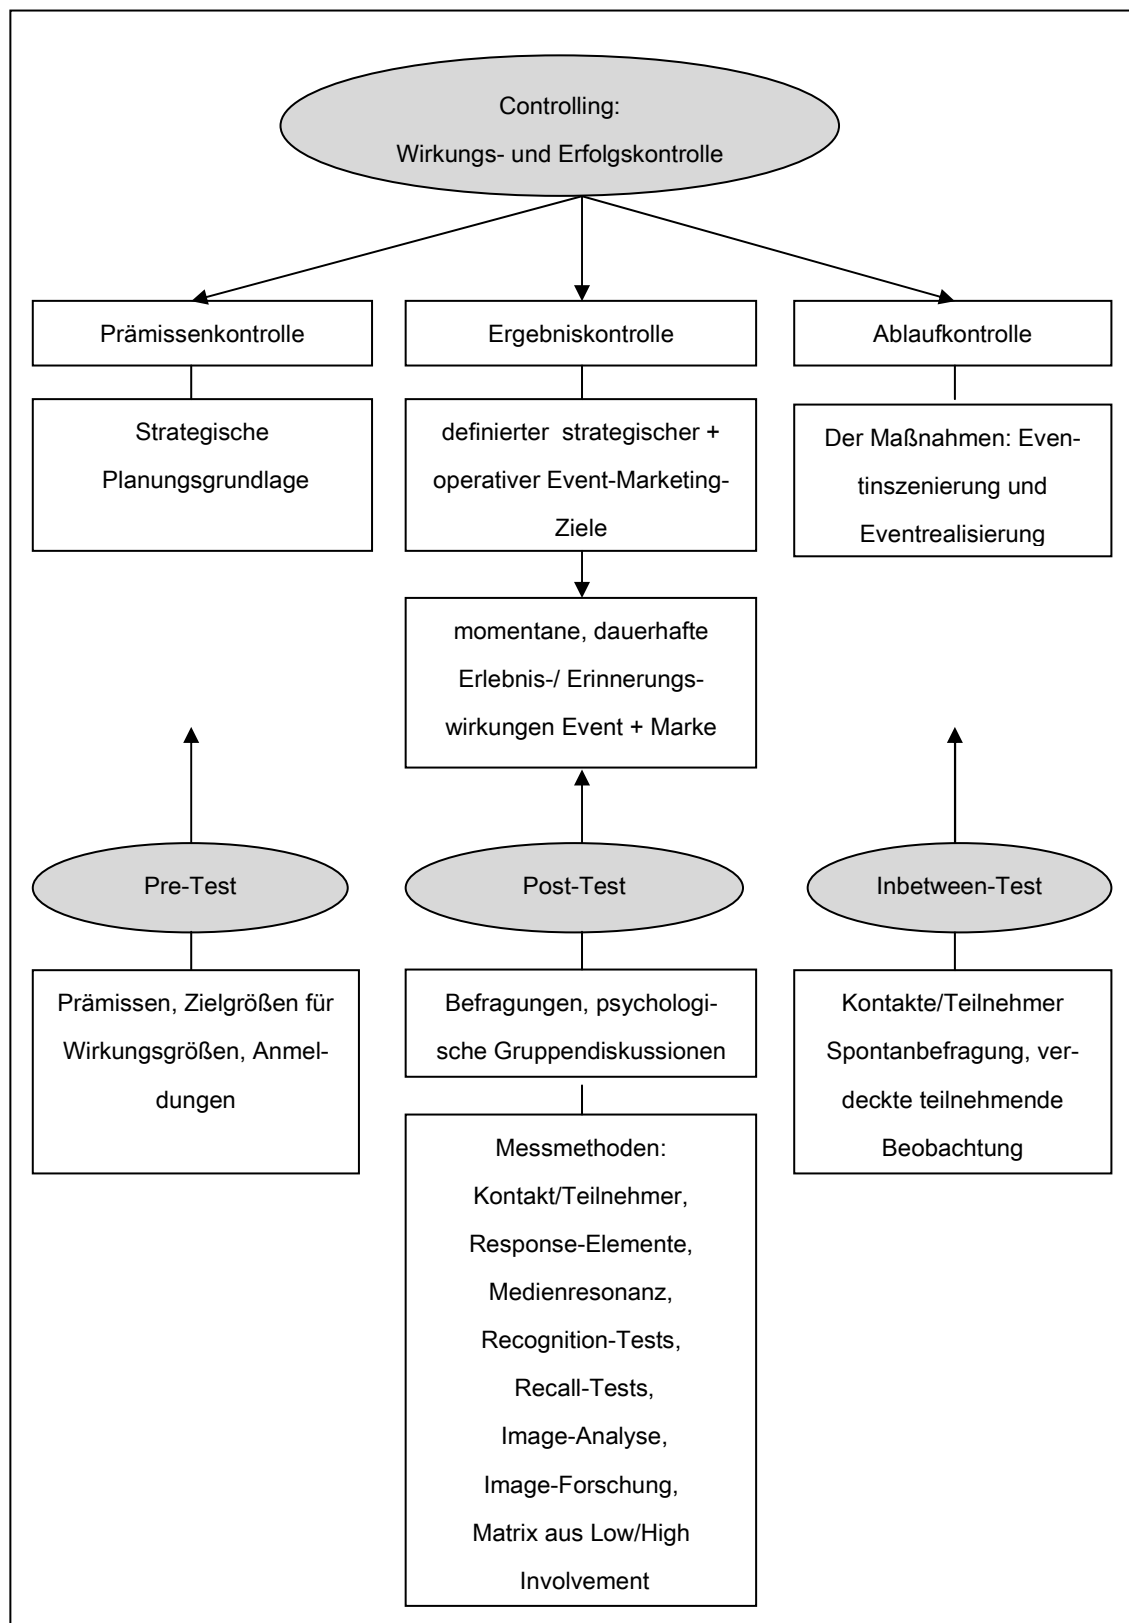 Controlling:
Wirkungs- und Erfolgskontrolle
Prämissenkontrolle
Ergebniskontrolle
Ablaufkontrolle
Strategische
Planungsgrundlage
definierter strategischer +
operativer Event-Marketing-
Ziele
Der Maßnahmen: Even-
tinszenierung und
Eventrealisierung
momentane, dauerhafte
Erlebnis-/ Erinnerungs-
wirkungen Event + Marke
Pre-Test
Post-Test
Inbetween-Test
Prämissen, Zielgrößen für
Wirkungsgrößen, Anmel-
dungen
Befragungen, psychologi-
sche Gruppendiskussionen
Kontakte/Teilnehmer
Spontanbefragung, ver-
deckte teilnehmende
Beobachtung
Messmethoden:
Kontakt/Teilnehmer,
Response-Elemente,
Medienresonanz,
Recognition-Tests,
Recall-Tests,
Image-Analyse,
Image-Forschung,
Matrix aus Low/High
Involvement